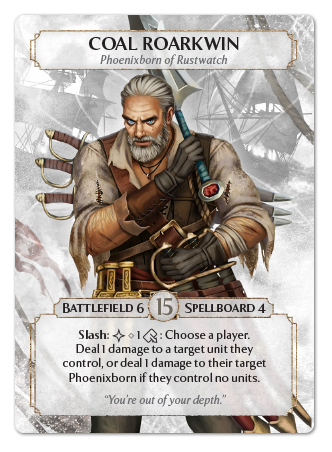 COAL ROARKWIN
Phoenixborn of Rustwatch
BATTLEFIELD 6 15 SPELLBOARD 4
Slash: 1 : Choose a player.
Deal 1 damage to a target unit they
control, or deal 1 damage to their target
Phoenixborn if they control no units.
"You're out of your depth."